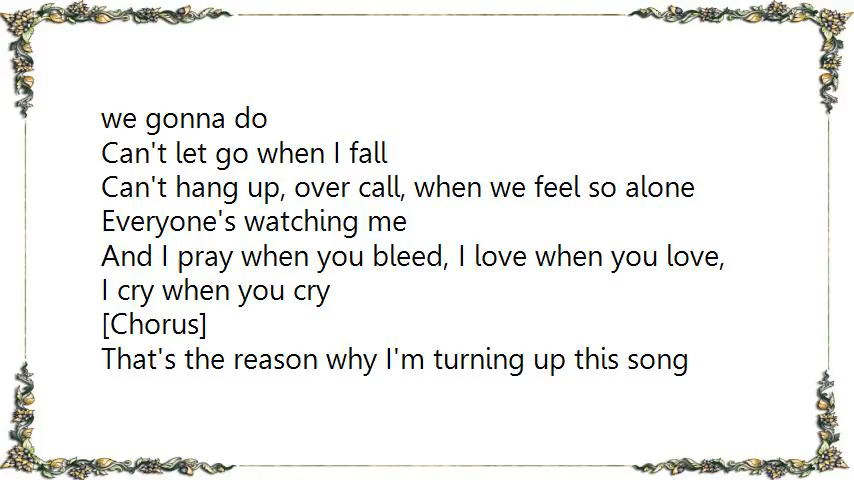 we gonna do
Can't let go when I fall
Can't hang up, over call, when we feel so alone
Everyone's watching me
And I pray when you bleed, I love when you love,
I cry when you cry
[Chorus]
That's the reason why I'm turning up this song